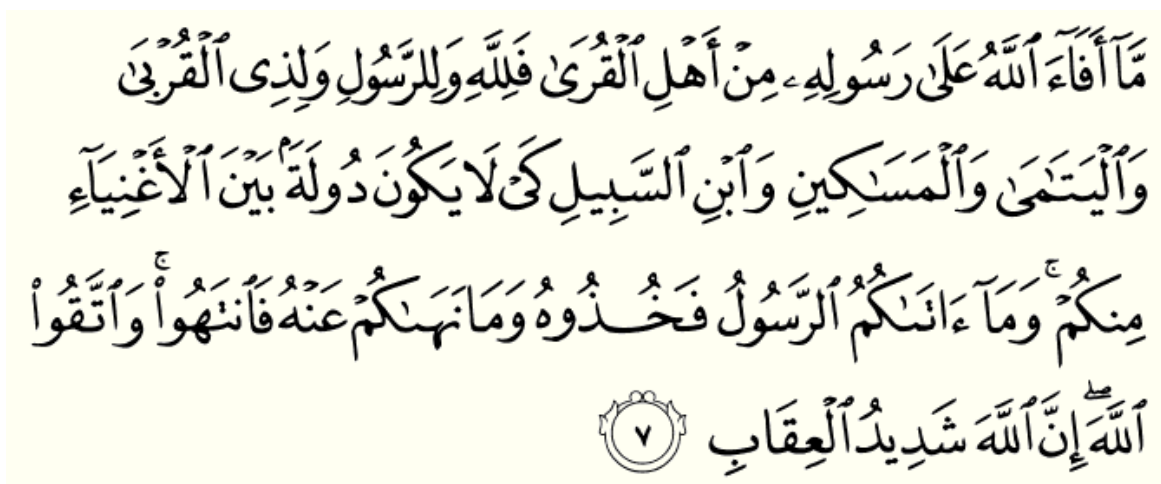 مَّآ أَفَآءَ ٱللَّهُ عَلَىٰ رَسُولِهِۦ مِنْ أَهْلِ ٱلْقُرَىٰ فَلِلَّهِ وَلِلرَّسُولِ وَلِذِى ٱلْقُرْبَىٰ
وَٱلْيَتَـٰمَىٰ وَٱلْمَسَـٰكِينِ وَٱبْنِ ٱلسَّبِيلِ كَىْ لَا يَكُونَ دُولَةًۢ بَيْنَ ٱلْأَغْنِيَآءِ
مِنكُمْ ۚ وَمَآ ءَاتَىٰكُمُ ٱلرَّسُولُ فَخُـــذُوهُ وَمَا نَهَىٰكُمْ عَنْهُ فَٱنتَهُوا۟ ۚ وَٱتَّقُوا۟
ٱللَّهَ ۖ إِنَّ ٱللَّهَ شَدِيدُ ٱلْعِقَابِ ٧